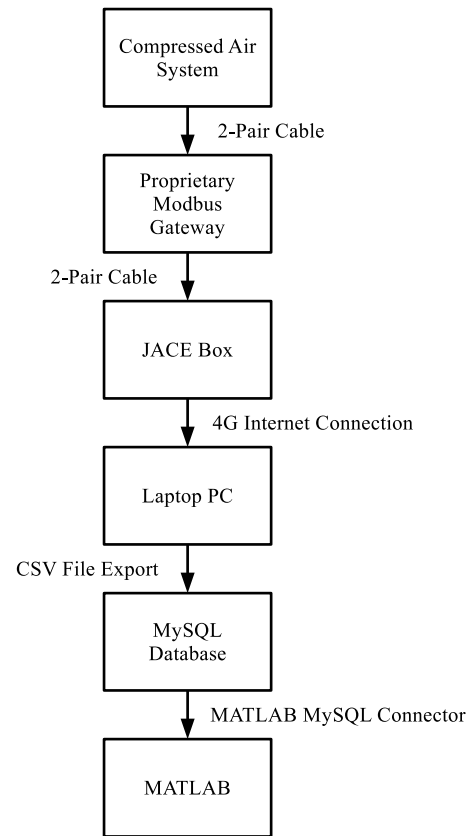 Compressed Air
System
2-Pair Cable
Proprietary
Modbus
Gateway
2-Pair Cable
JACE Box
4G Internet Connection
Laptop PC
CSV File Export
MySQL
Database
MATLAB MySQL Connector
MATLAB